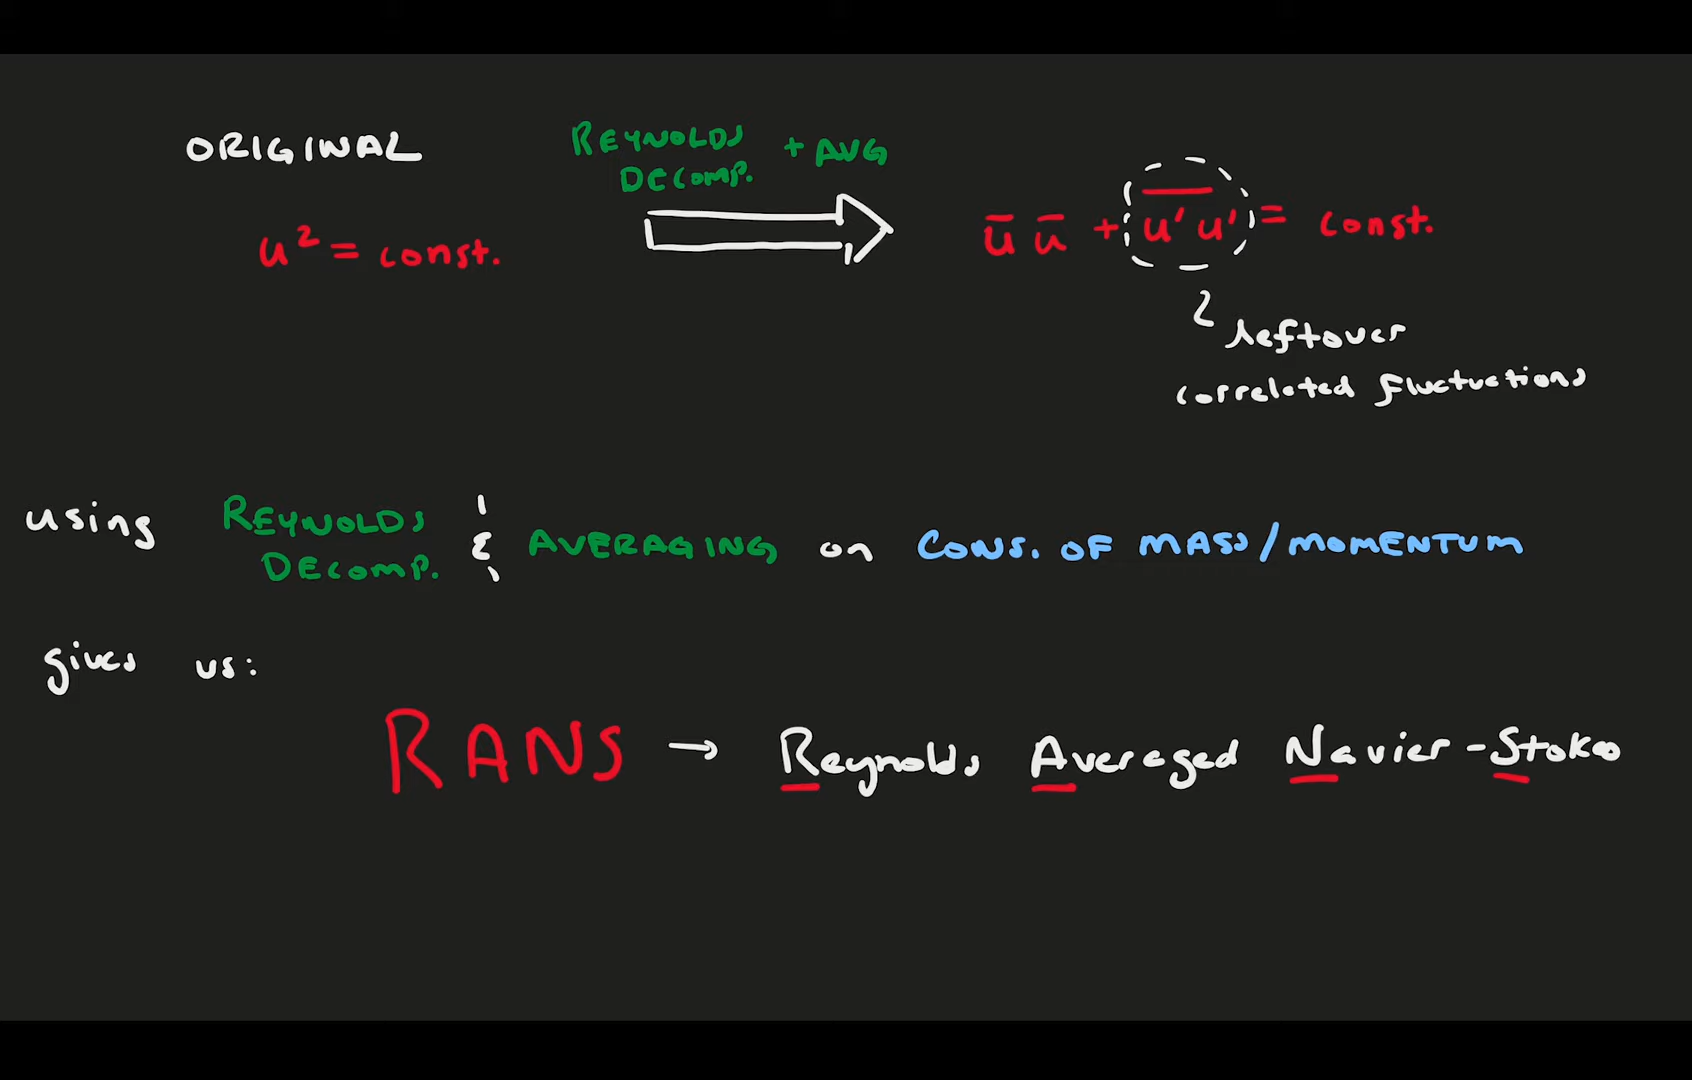 ORIGINAL
REYNOLDS DECOMP. + AVG
u² = const.
ū ū + \overline{u'u'} = const.
leftover
correlated fluctuations
using REYNOLDS DECOMP. & AVERAGING on CONS. OF MASS/MOMENTUM
gives us:
RANS → Reynolds Averaged Navier-Stokes